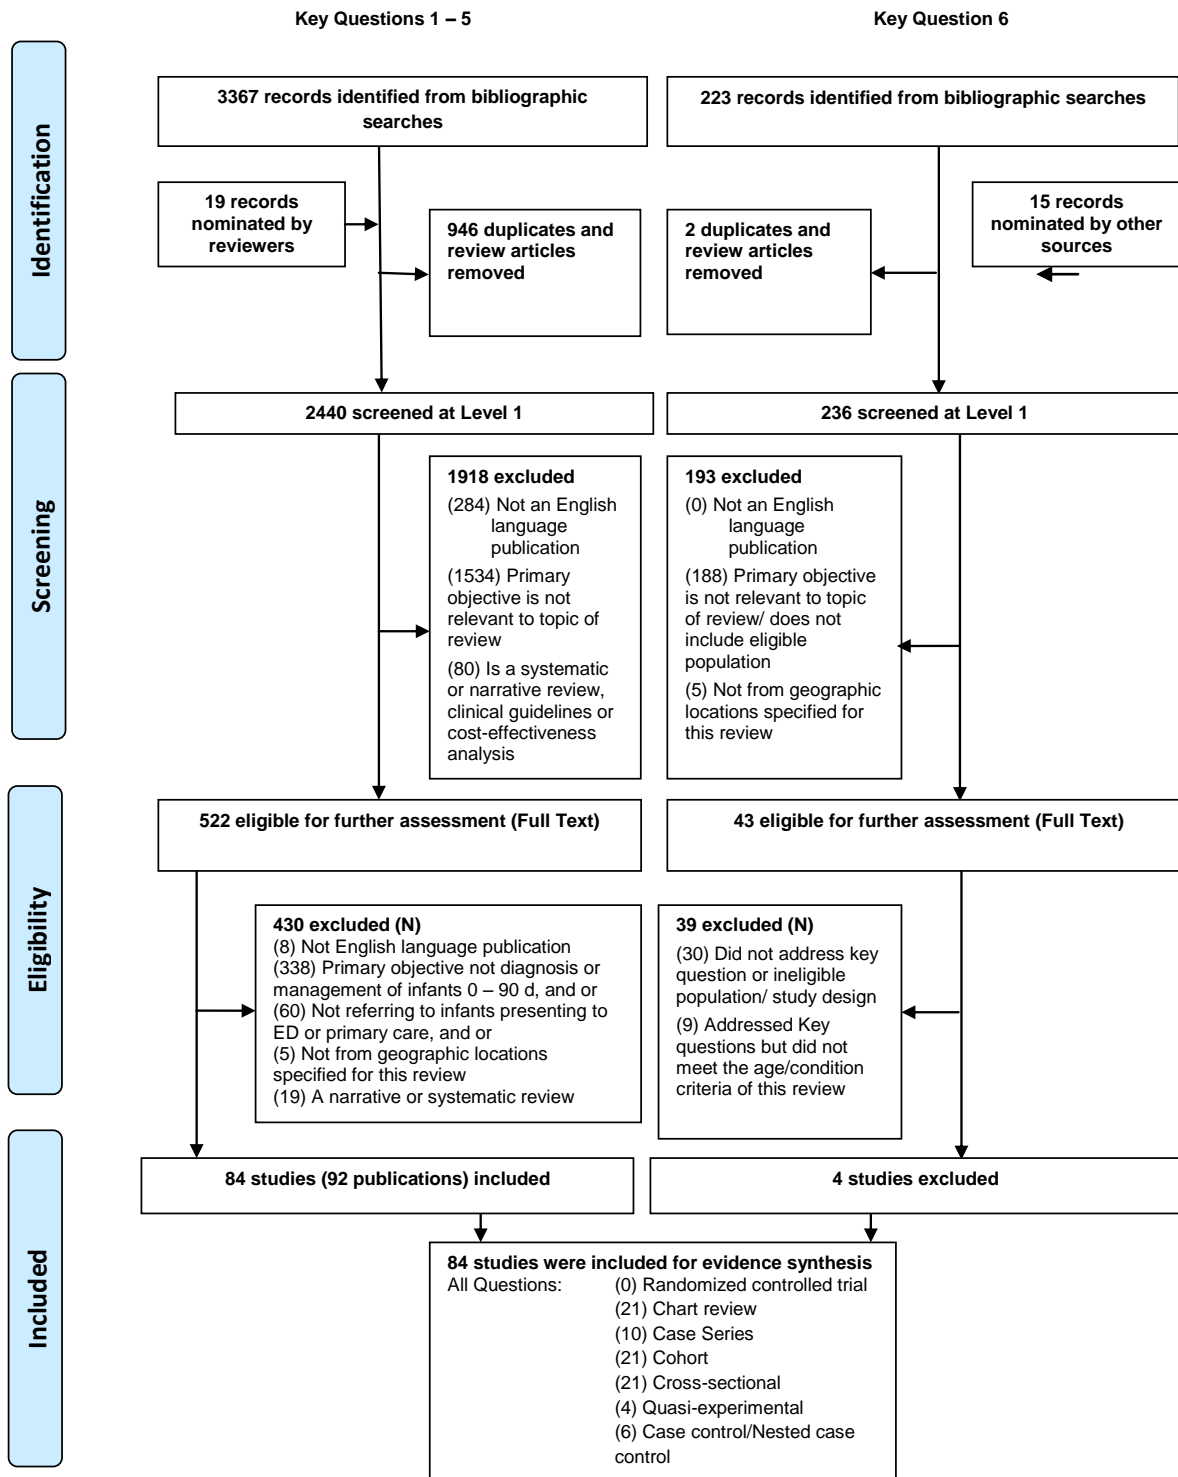 Key Questions 1 – 5
Key Question 6
Identification
3367 records identified from bibliographic
searches
223 records identified from bibliographic searches
19 records
nominated by
reviewers
946 duplicates and
review articles
removed
2 duplicates and
review articles
removed
15 records
nominated by other
sources
Screening
2440 screened at Level 1
236 screened at Level 1
1918 excluded
(284) Not an English
language
publication
(1534) Primary
objective is not
relevant to topic of
review
(80) Is a systematic
or narrative review,
clinical guidelines or
cost-effectiveness
analysis
193 excluded
(0) Not an English
language
publication
(188) Primary objective
is not relevant to topic
of review/ does not
include eligible
population
(5) Not from geographic
locations specified for
this review
Eligibility
522 eligible for further assessment (Full Text)
43 eligible for further assessment (Full Text)
430 excluded (N)
(8) Not English language publication
(338) Primary objective not diagnosis or
management of infants 0 – 90 d, and or
(60) Not referring to infants presenting to
ED or primary care, and or
(5) Not from geographic locations
specified for this review
(19) A narrative or systematic review
39 excluded (N)
(30) Did not address key
question or ineligible
population/ study design
(9) Addressed Key
questions but did not
meet the age/condition
criteria of this review
Included
84 studies (92 publications) included
4 studies excluded
84 studies were included for evidence synthesis
All Questions: (0) Randomized controlled trial
(21) Chart review
(10) Case Series
(21) Cohort
(21) Cross-sectional
(4) Quasi-experimental
(6) Case control/Nested case
control